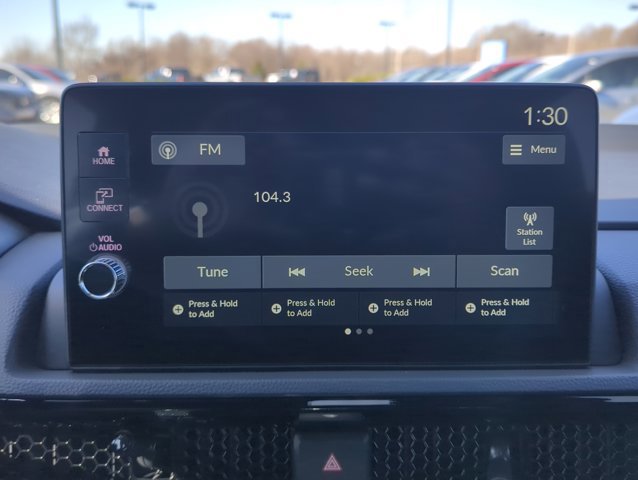 1:30
HOME
FM
Menu
CONNECT
104.3
Station
List
VOL
AUDIO
Tune
Seek
Scan
Press & Hold
to Add
Press & Hold
to Add
Press & Hold
to Add
Press & Hold
to Add